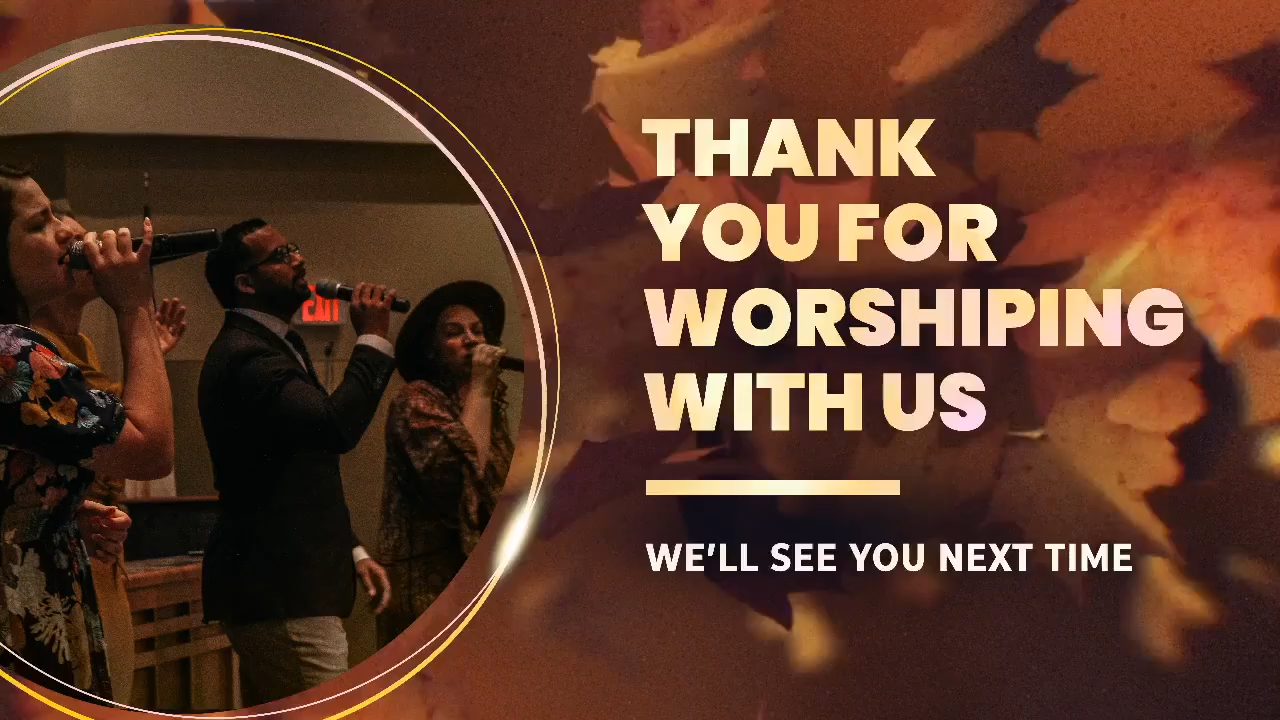 THANK
YOU FOR
WORSHIPING
WITH US
WE'LL SEE YOU NEXT TIME
EXIT